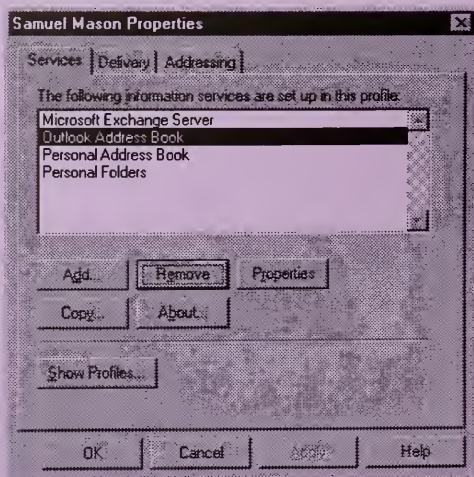 Samuel Mason Properties
Services Delivery Addressing
The following information services are set up in this profile:
Microsoft Exchange Server
Outlook Address Book
Personal Address Book
Personal Folders
Add... Remove Properties
Copy... About...
Show Profiles...
OK Cancel Apply Help